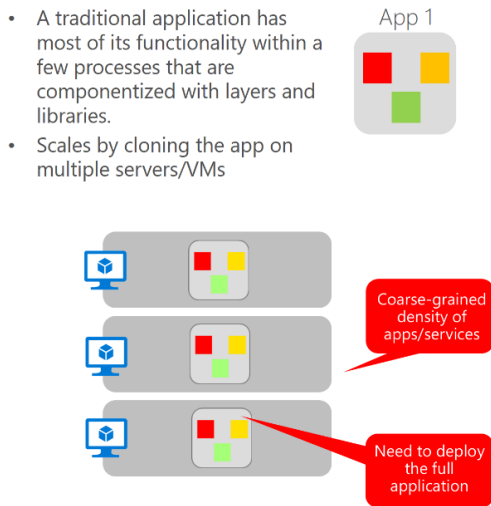 • A traditional application has
most of its functionality within a
few processes that are
componentized with layers and
libraries.
• Scales by cloning the app on
multiple servers/VMs
App 1
Coarse-grained
density of
apps/services
Need to deploy
the full
application